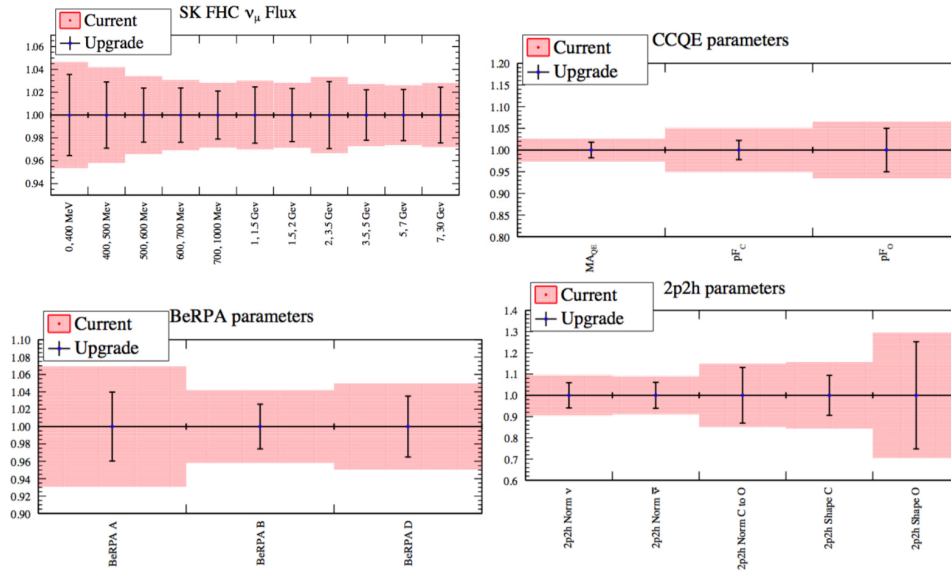 SK FHC νμ Flux
Current
Upgrade
1.06
1.04
1.02
1.00
0.98
0.96
0.94
0, 400 MeV
400, 500 MeV
500, 600 MeV
600, 700 MeV
700, 1000 MeV
1, 1.5 Gev
1.5, 2 Gev
2, 3.5 Gev
3.5, 5 Gev
5, 7 Gev
7, 30 Gev
CCQE parameters
Current
Upgrade
1.20
1.15
1.10
1.05
1.00
0.95
0.90
0.85
0.80
MAQE
pFC
pFO
BeRPA parameters
Current
Upgrade
1.10
1.08
1.06
1.04
1.02
1.00
0.98
0.96
0.94
0.92
0.90
BeRPA A
BeRPA B
BeRPA D
2p2h parameters
Current
Upgrade
1.4
1.3
1.2
1.1
1.0
0.9
0.8
0.7
0.6
2p2h Norm ν
2p2h Norm ν̅
2p2h Norm C to O
2p2h Shape C
2p2h Shape O